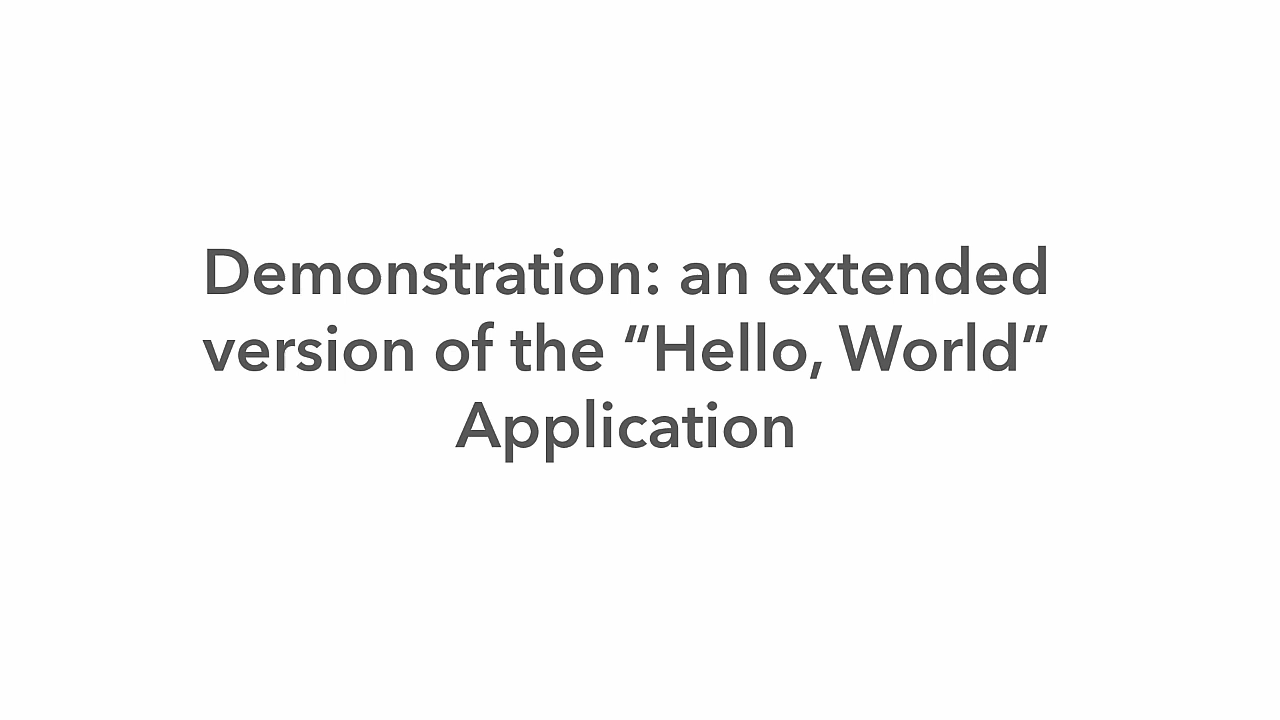 Demonstration: an extended
version of the “Hello, World”
Application